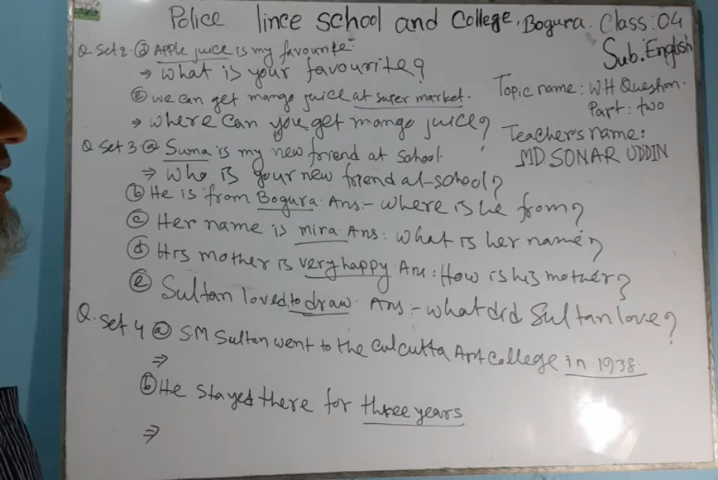 Police lince school and College, Bogura. Class: 04
Sub: English
Topic name: WH Question.
Part: two
Teachers name:
MD SONAR UDDIN
Q. Set 2. ⓓ Apple juice is my favourite.
→ What is your favourite?
ⓔ we can get mango juice at super market.
→ where can you get mango juice?
Q Set 3 ⓐ Suma is my new friend at school.
⇒ Who is your new friend at-school?
ⓑ He is from Bogura. Ans:- where is he from?
ⓒ Her name is mira. Ans: what is her name?
ⓓ His mother is very happy Ans: How is his mother?
ⓔ Sultan loved to draw. Ans:- what did Sultan love?
Q. Set 4 ⓐ SM Sultan went to the Culcutta Art College in 1938.
⇒
ⓑ He stayed there for three years
⇒